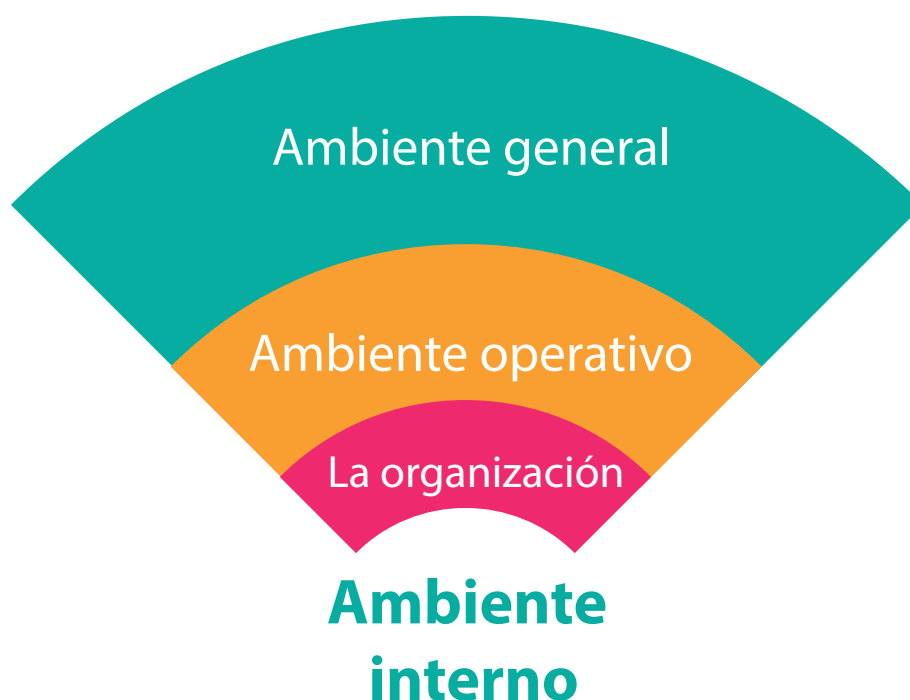 Ambiente general
Ambiente operativo
La organización
Ambiente
interno